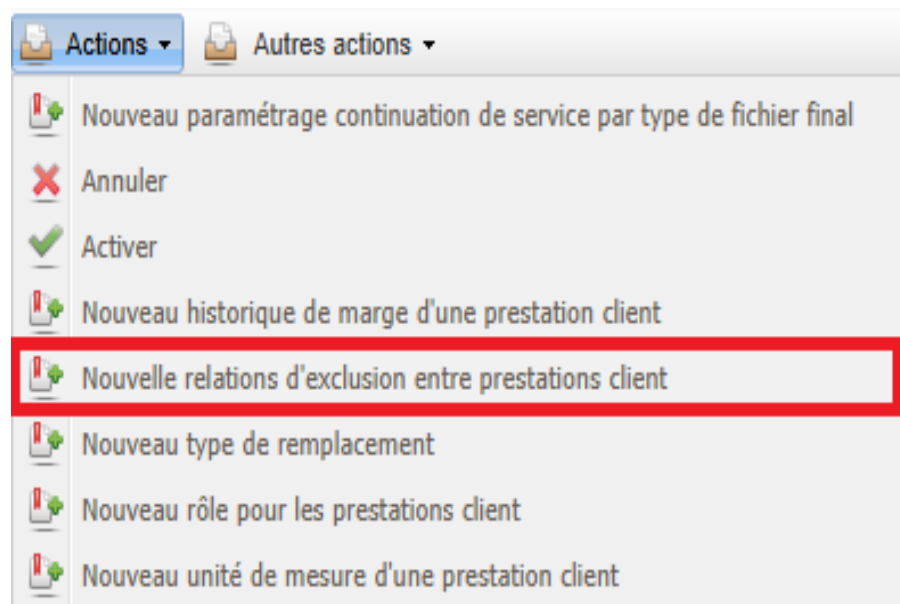 Actions Autres actions
Nouveau paramétrage continuation de service par type de fichier final
Annuler
Activer
Nouveau historique de marge d'une prestation client
Nouvelle relations d'exclusion entre prestations client
Nouveau type de remplacement
Nouveau rôle pour les prestations client
Nouveau unité de mesure d'une prestation client